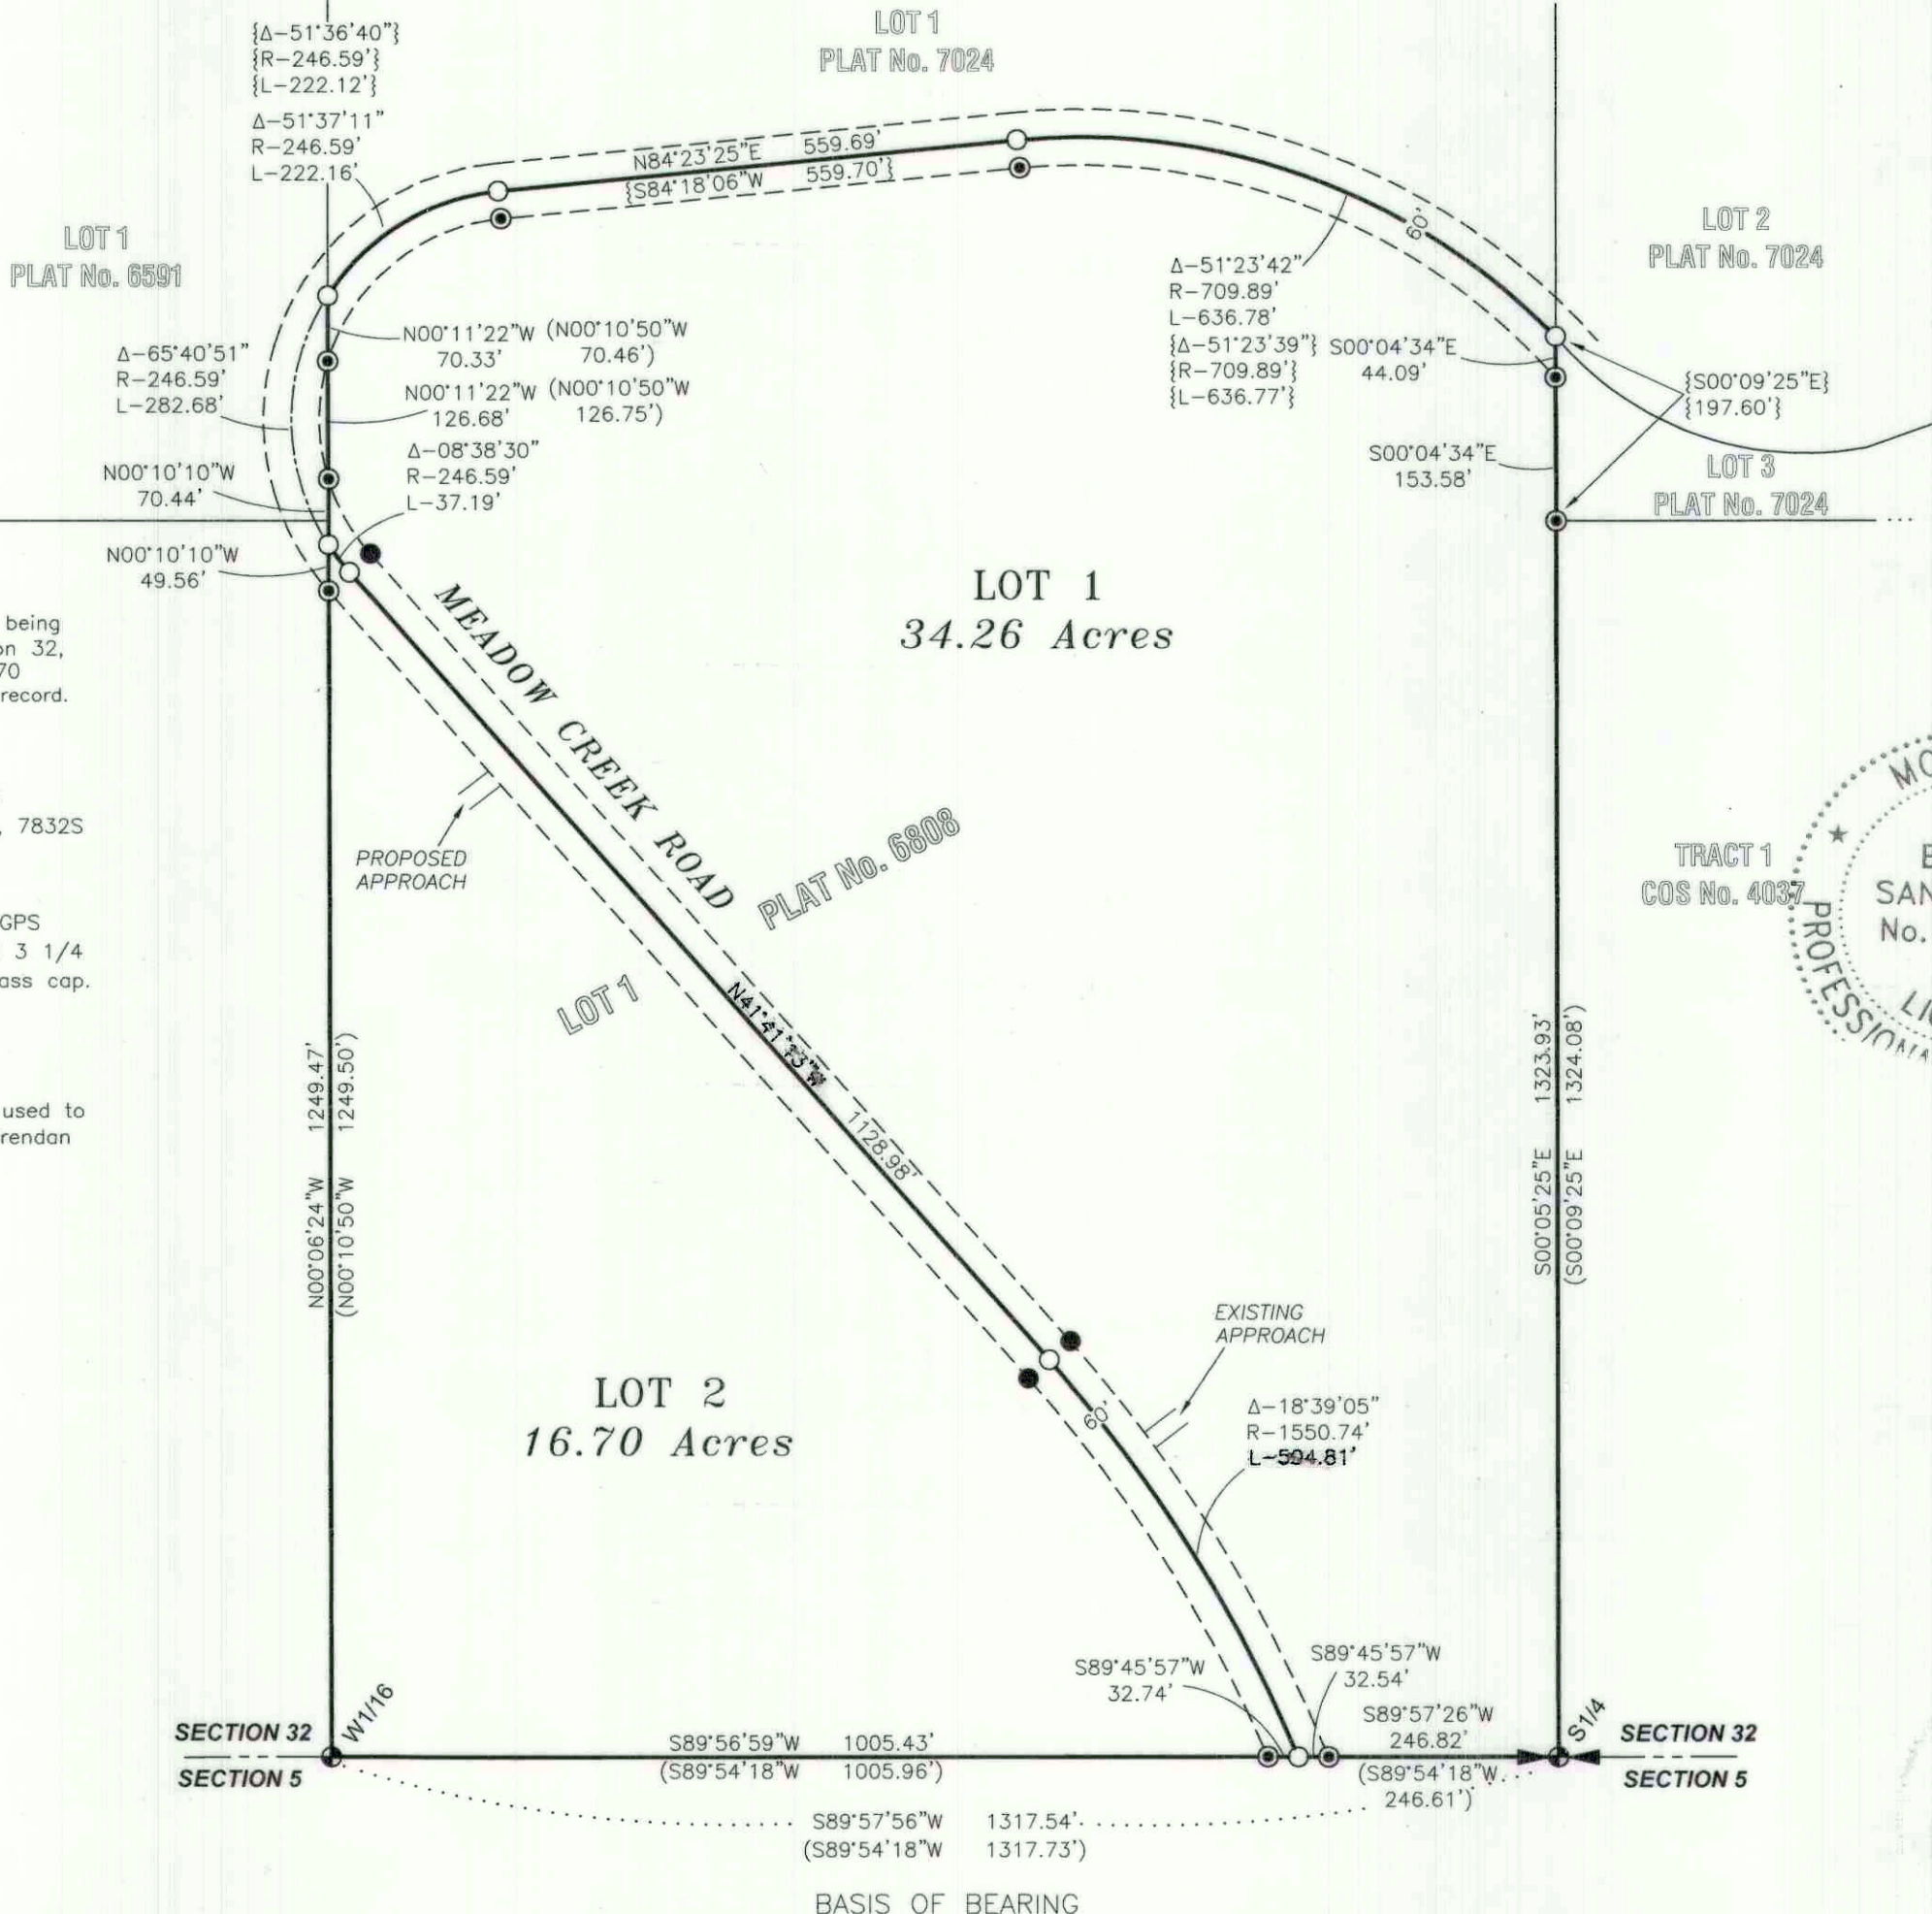 {Δ-51°36'40"}
{R-246.59'}
{L-222.12'}
Δ-51°37'11"
R-246.59'
L-222.16'
LOT 1
PLAT No. 7024
N84°23'25"E 559.69'
{S84°18'06"W 559.70'}
60'
LOT 2
PLAT No. 7024
LOT 1
PLAT No. 6591
Δ-51°23'42"
R-709.89'
L-636.78'
{Δ-51°23'39"}
{R-709.89'}
{L-636.77'}
S00°04'34"E
44.09'
{S00°09'25"E}
{197.60'}
N00°11'22"W (N00°10'50"W
70.33' 70.46')
Δ-65°40'51"
R-246.59'
L-282.68'
N00°11'22"W (N00°10'50"W
126.68' 126.75')
Δ-08°38'30"
R-246.59'
L-37.19'
S00°04'34"E
153.58'
LOT 3
PLAT No. 7024
N00°10'10"W
70.44'
N00°10'10"W
49.56'
LOT 1
34.26 Acres
being
on 32,
70
record.
MEADOW CREEK ROAD
7832S
PROPOSED
APPROACH
PLAT No. 6808
LOT 1
TRACT 1
COS No. 4037
MO
SAN
No.
PROFESSIONA
GPS
3 1/4
ass cap.
N41°41'33"W
1128.98'
used to
rendan
N00°06'24"W 1249.47'
(N00°10'50"W 1249.50')
S00°05'25"E 1323.93'
(S00°09'25"E 1324.08')
EXISTING
APPROACH
LOT 2
16.70 Acres
60'
Δ-18°39'05"
R-1550.74'
L-504.81'
S89°45'57"W
32.74'
S89°45'57"W
32.54'
S89°57'26"W
246.82'
(S89°54'18"W
246.61')
W1/16
S1/4
SECTION 32
SECTION 5
SECTION 32
SECTION 5
S89°56'59"W 1005.43'
(S89°54'18"W 1005.96')
S89°57'56"W 1317.54'
(S89°54'18"W 1317.73')
BASIS OF BEARING